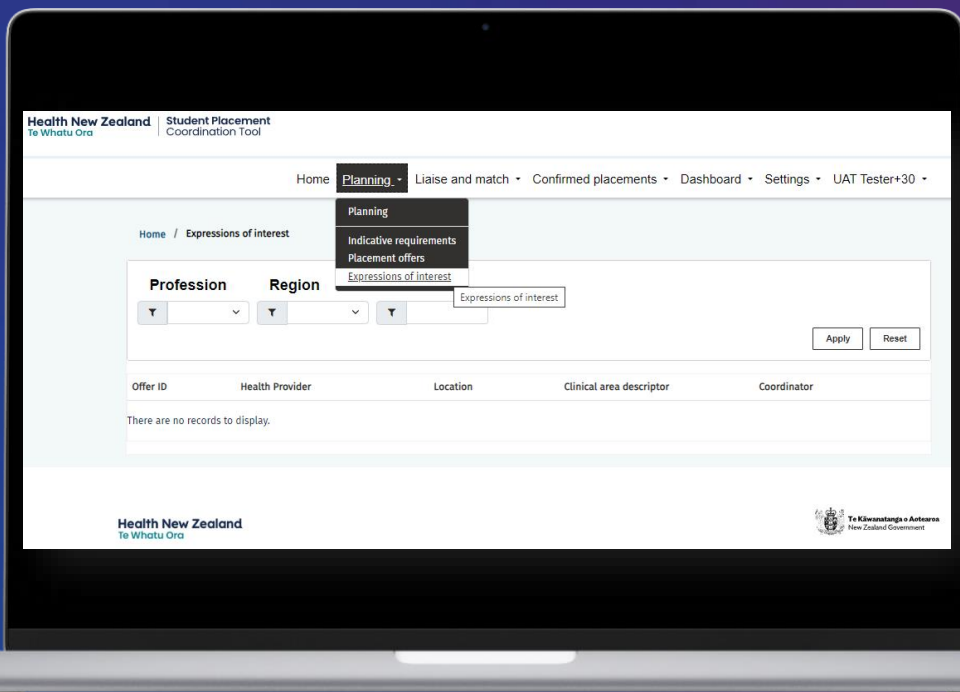 Health New Zealand
Te Whatu Ora
Student Placement
Coordination Tool
Home Planning Liaise and match Confirmed placements Dashboard Settings UAT Tester+30
Planning
Indicative requirements
Placement offers
Expressions of interest
Expressions of interest
Home / Expressions of interest
Profession Region
Apply Reset
Offer ID Health Provider Location Clinical area descriptor Coordinator
There are no records to display.
Health New Zealand
Te Whatu Ora
Te Kāwanatanga o Aotearoa
New Zealand Government